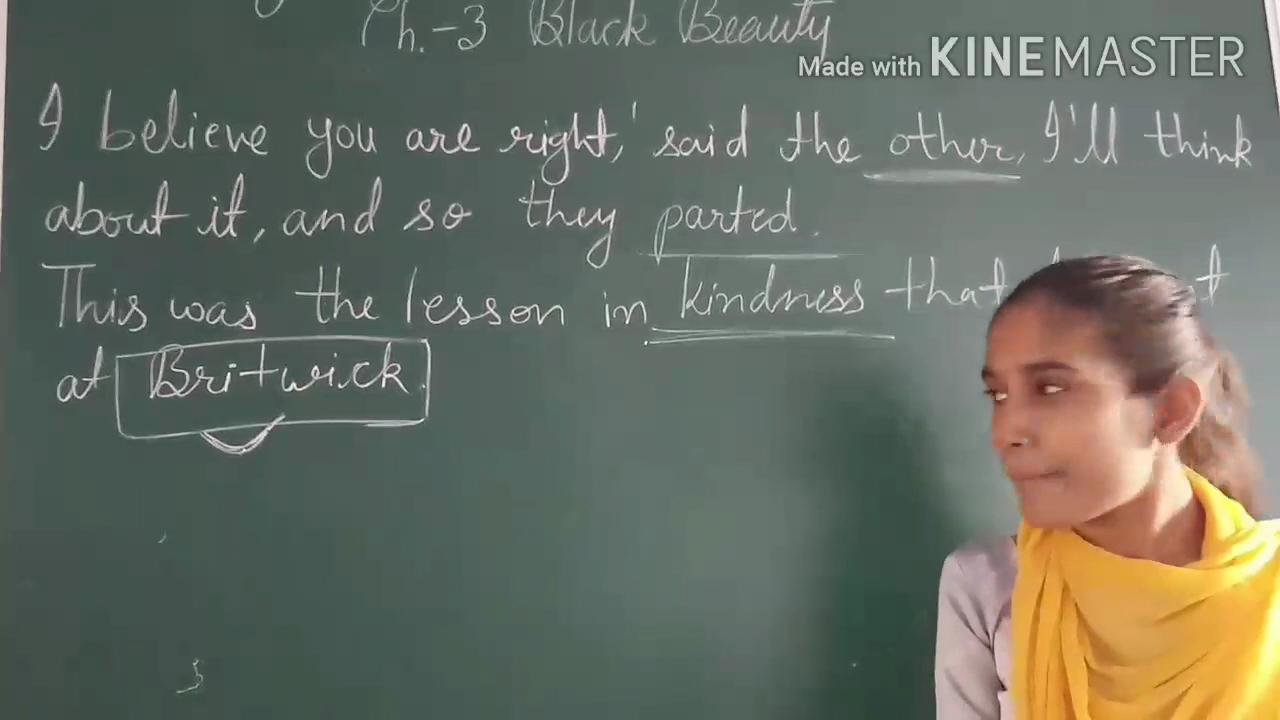 Ch.-3 Black Beauty
Made with KINEMASTER
I believe you are right,' said the other, I'll think
about it, and so they parted.
This was the lesson in kindness that
at Britwick.